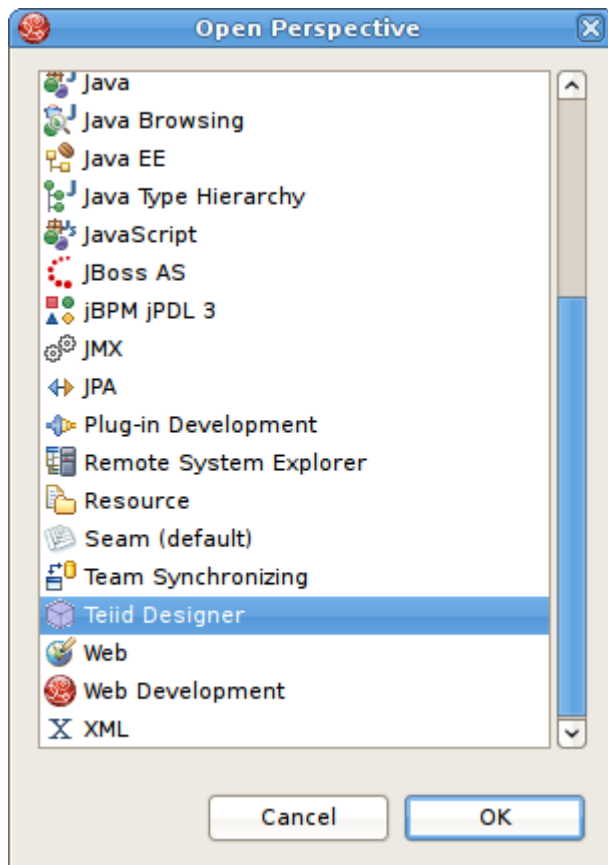 Open Perspective
Java
Java Browsing
Java EE
Java Type Hierarchy
JavaScript
JBoss AS
jBPM jPDL 3
JMX
JPA
Plug-in Development
Remote System Explorer
Resource
Seam (default)
Team Synchronizing
Teiid Designer
Web
Web Development
XML
Cancel OK